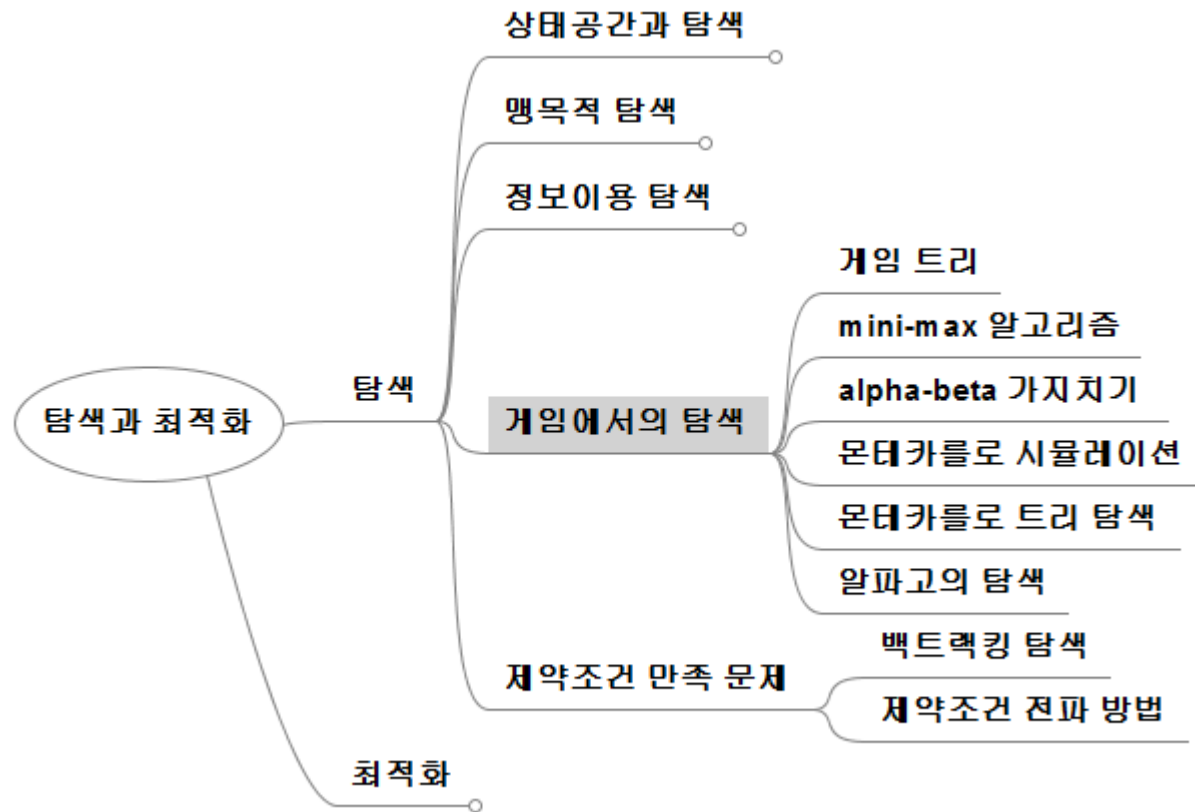 상태공간과 탐색
맹목적 탐색
정보이용 탐색
게임 트리
mini-max 알고리즘
탐색
alpha-beta 가지치기
탐색과 최적화
게임에서의 탐색
몬테카를로 시뮬레이션
몬테카를로 트리 탐색
알파고의 탐색
백트랙킹 탐색
제약조건 만족 문제
제약조건 전파 방법
최적화